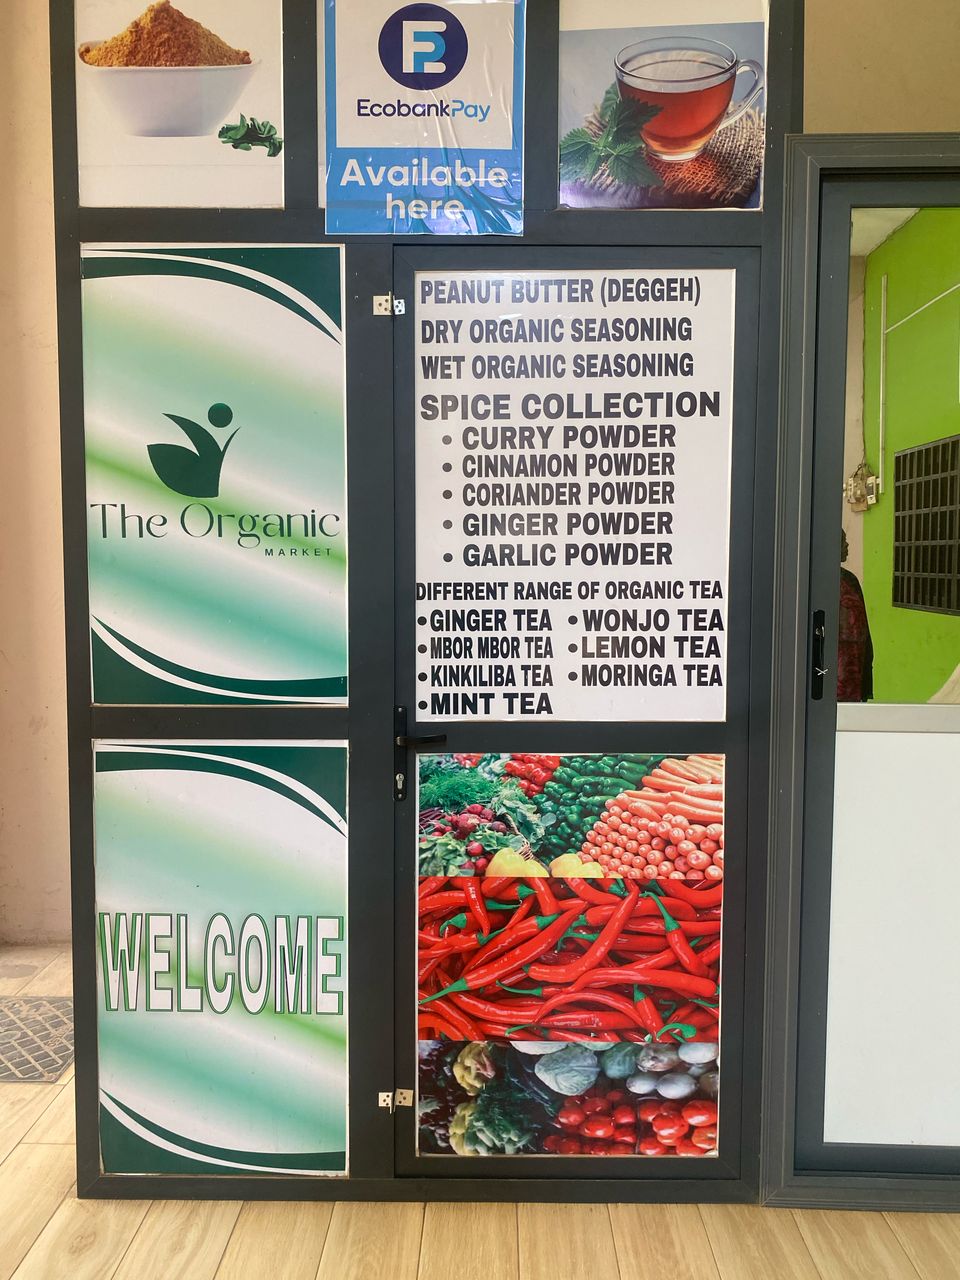 EcobankPay
Available
here
The Organic
MARKET
WELCOME
PEANUT BUTTER (DEGGEH)
DRY ORGANIC SEASONING
WET ORGANIC SEASONING
SPICE COLLECTION
• CURRY POWDER
• CINNAMON POWDER
• CORIANDER POWDER
• GINGER POWDER
• GARLIC POWDER
DIFFERENT RANGE OF ORGANIC TEA
•GINGER TEA •WONJO TEA
•MBOR MBOR TEA •LEMON TEA
•KINKILIBA TEA •MORINGA TEA
•MINT TEA